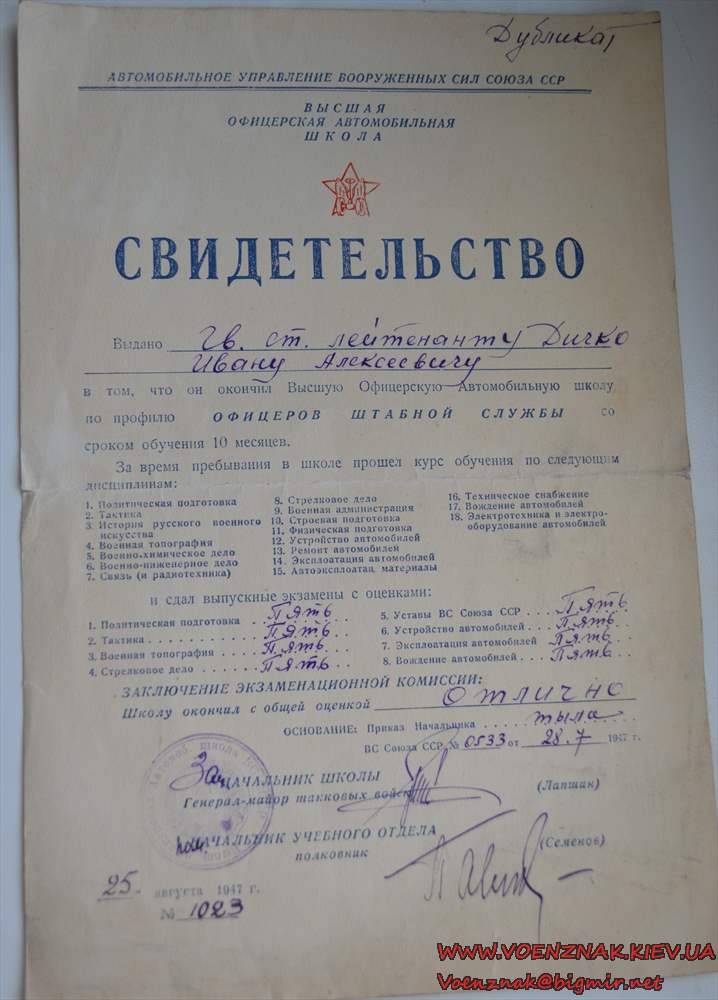 Дубликат
АВТОМОБИЛЬНОЕ УПРАВЛЕНИЕ ВООРУЖЕННЫХ СИЛ СОЮЗА ССР
ВЫСШАЯ
ОФИЦЕРСКАЯ АВТОМОБИЛЬНАЯ
ШКОЛА
СВИДЕТЕЛЬСТВО
Выдано Гв. ст. лейтенанту Дичко
Ивану Алексеевичу
в том, что он окончил Высшую Офицерскую Автомобильную школу
по профилю ОФИЦЕРОВ ШТАБНОЙ СЛУЖБЫ со
сроком обучения 10 месяцев.
За время пребывания в школе прошел курс обучения по следующим
дисциплинам:
1. Политическая подготовка
2. Тактика
3. История русского военного
искусства
4. Военная топография
5. Военно-химическое дело
6. Военно-инженерное дело
7. Связь (и радиотехника)
8. Стрелковое дело
9. Военная администрация
10. Строевая подготовка
11. Физическая подготовка
12. Устройство автомобилей
13. Ремонт автомобилей
14. Эксплоатация автомобилей
15. Автоэксплоатац. материалы
16. Техническое снабжение
17. Вождение автомобилей
18. Электротехника и электро-
оборудование автомобилей
и сдал выпускные экзамены с оценками:
1. Политическая подготовка . . Пять . .
2. Тактика . . . . . . Пять . .
3. Военная топография . . Пять . .
4. Стрелковое дело . . . . Пять . .
5. Уставы ВС Союза ССР . . . Пять
6. Устройство автомобилей . . Пять
7. Эксплоатация автомобилей Пять
8. Вождение автомобилей . . . Пять
ЗАКЛЮЧЕНИЕ ЭКЗАМЕНАЦИОННОЙ КОМИССИИ:
Школу окончил с общей оценкой Отлично
ОСНОВАНИЕ: Приказ Начальника . . . . тыла
ВС Союза ССР № 0533 от 28.7 1947 г.
Зам. НАЧАЛЬНИК ШКОЛЫ
Генерал-майор танковых войск (Лапшин)
НАЧАЛЬНИК УЧЕБНОГО ОТДЕЛА
полковник (Семенов)
25 августа 1947 г.
№ 1023
WWW.VOENZNAK.KIEV.UA
Voenznak@bigmir.net